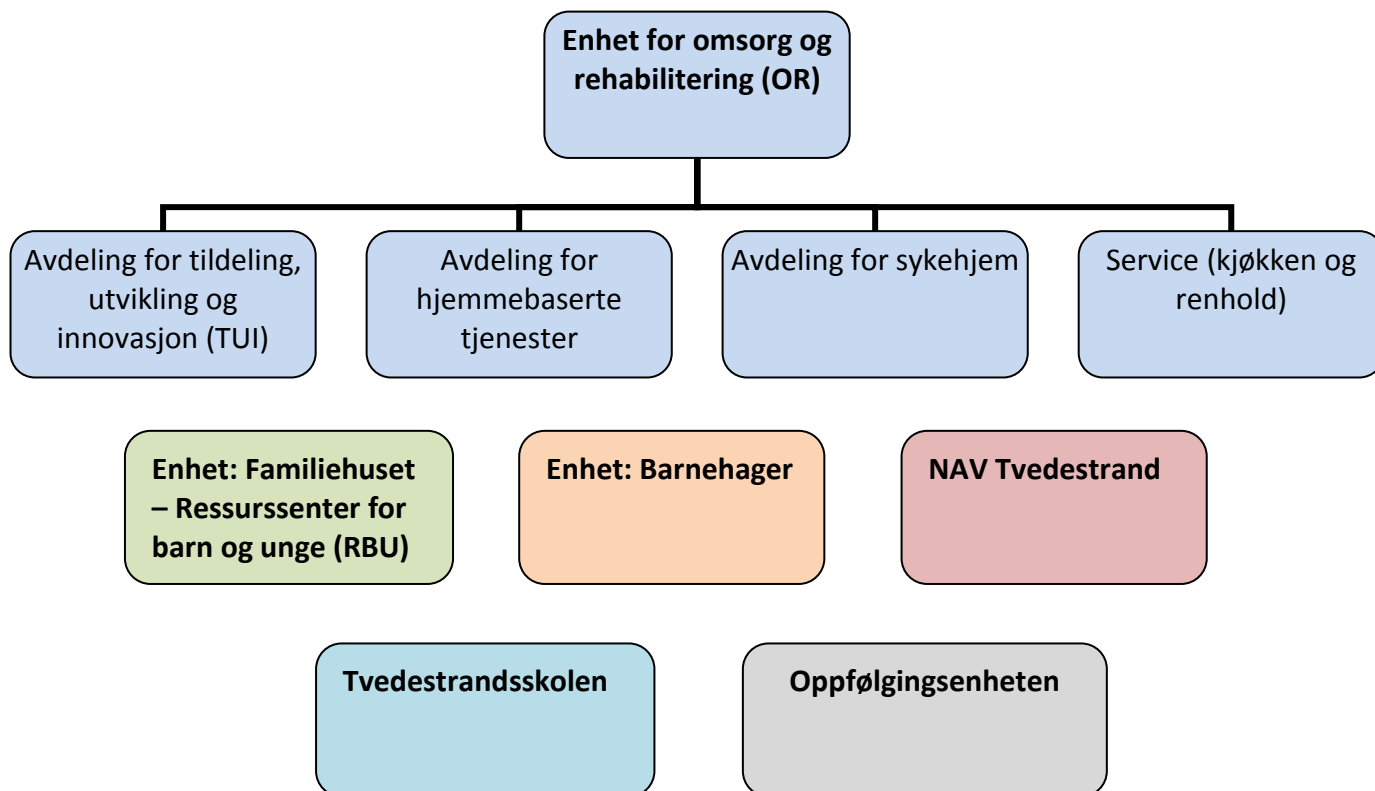 Enhet for omsorg og
rehabilitering (OR)
Avdeling for tildeling,
utvikling og
innovasjon (TUI)
Avdeling for
hjemmebaserte
tjenester
Avdeling for sykehjem
Service (kjøkken og
renhold)
Enhet: Familiehuset
– Ressurssenter for
barn og unge (RBU)
Enhet: Barnehager
NAV Tvedestrand
Tvedestrandsskolen
Oppfølgingsenheten